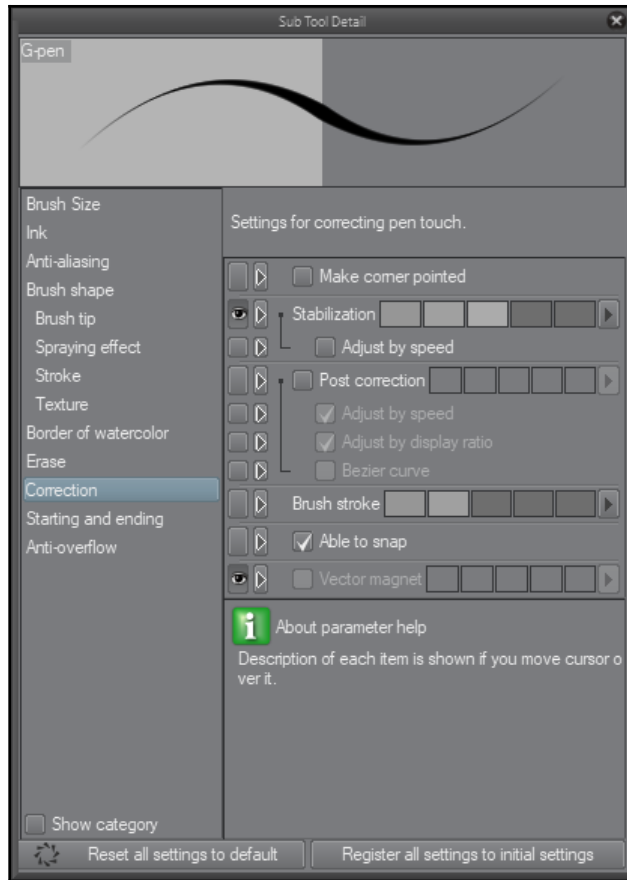 Sub Tool Detail
G-pen
Brush Size
Ink
Anti-aliasing
Brush shape
Brush tip
Spraying effect
Stroke
Texture
Border of watercolor
Erase
Correction
Starting and ending
Anti-overflow
Show category
Settings for correcting pen touch.
Make corner pointed
Stabilization
Adjust by speed
Post correction
Adjust by speed
Adjust by display ratio
Bezier curve
Brush stroke
Able to snap
Vector magnet
i
About parameter help
Description of each item is shown if you move cursor o
ver it.
Reset all settings to default
Register all settings to initial settings